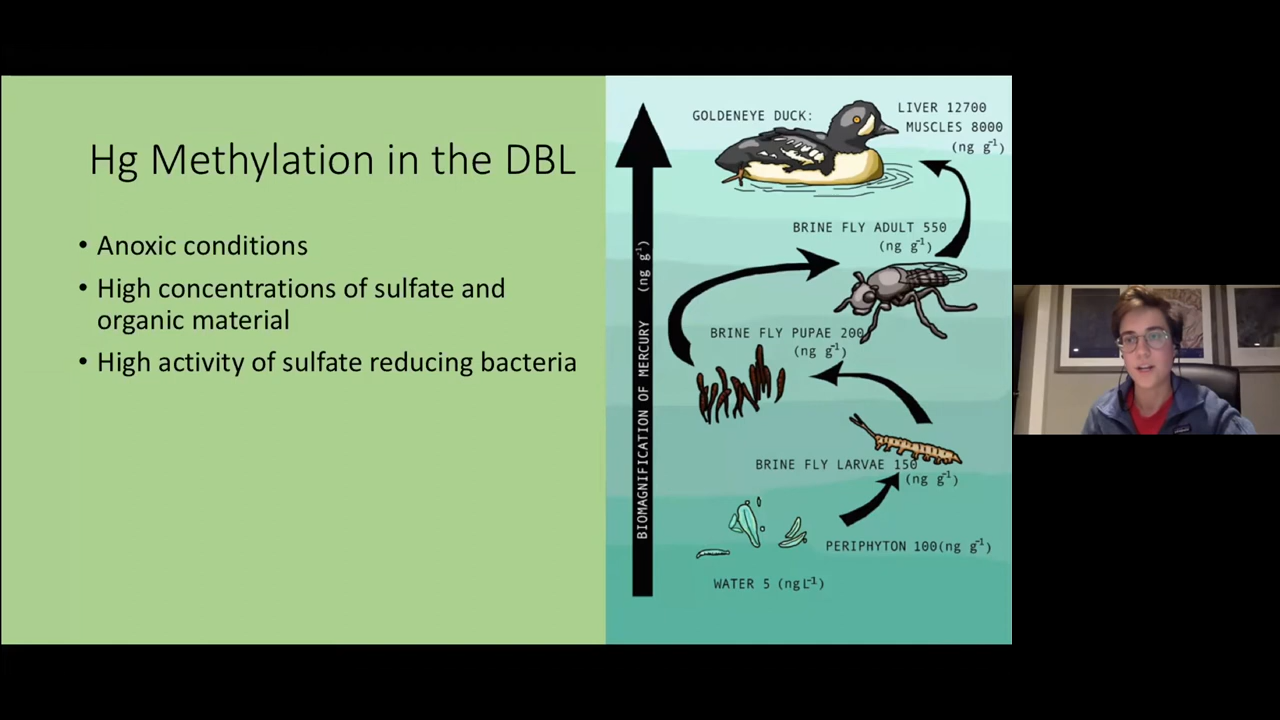 Hg Methylation in the DBL
• Anoxic conditions
• High concentrations of sulfate and
organic material
• High activity of sulfate reducing bacteria
BIOMAGNIFICATION OF MERCURY (ng g⁻¹)
GOLDENEYE DUCK:
LIVER 12700
MUSCLES 8000
(ng g⁻¹)
BRINE FLY ADULT 550
(ng g⁻¹)
BRINE FLY PUPAE 200
(ng g⁻¹)
BRINE FLY LARVAE 150
(ng g⁻¹)
PERIPHYTON 100(ng g⁻¹)
WATER 5 (ngL⁻¹)